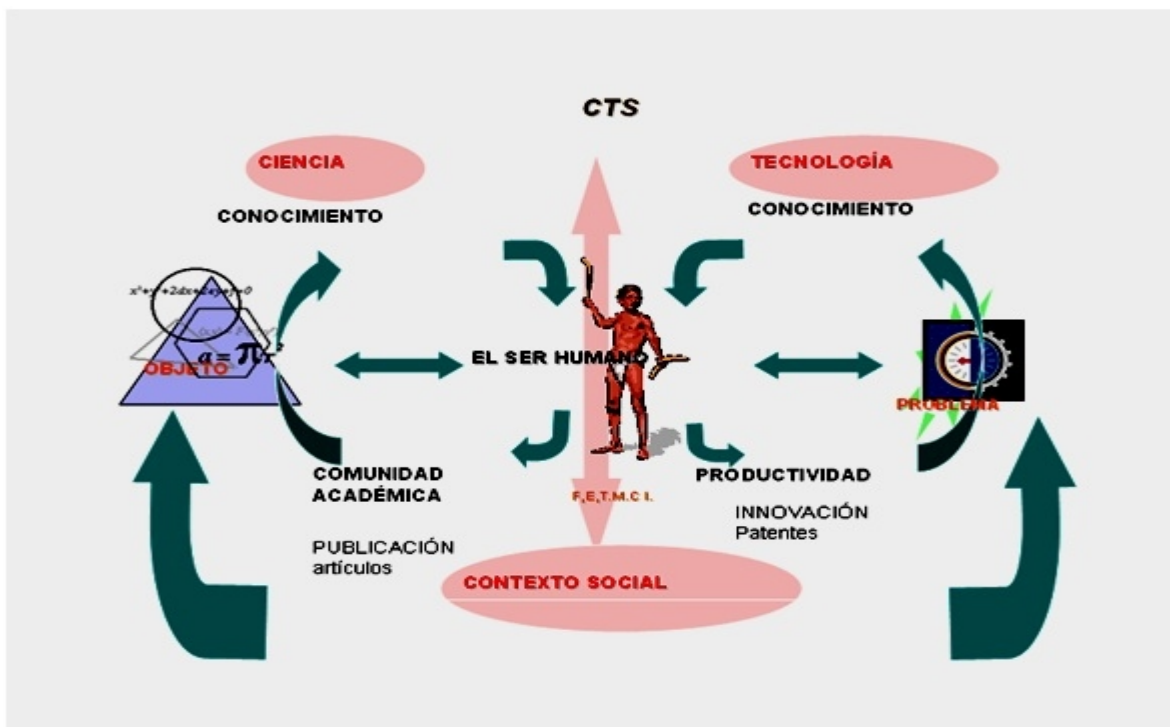 CTS
CIENCIA
TECNOLOGÍA
CONOCIMIENTO
CONOCIMIENTO
OBJETO
a = πr²
EL SER HUMANO
PROBLEMA
COMUNIDAD
ACADÉMICA
PRODUCTIVIDAD
PUBLICACIÓN
artículos
INNOVACIÓN
Patentes
CONTEXTO SOCIAL